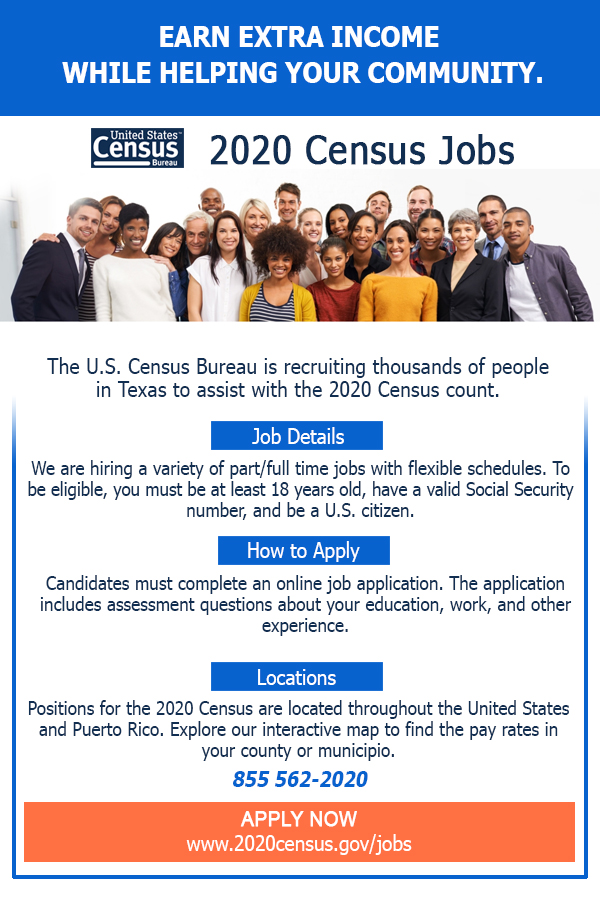 EARN EXTRA INCOME
WHILE HELPING YOUR COMMUNITY.
United States™
Census
Bureau
2020 Census Jobs
The U.S. Census Bureau is recruiting thousands of people
in Texas to assist with the 2020 Census count.
Job Details
We are hiring a variety of part/full time jobs with flexible schedules. To
be eligible, you must be at least 18 years old, have a valid Social Security
number, and be a U.S. citizen.
How to Apply
Candidates must complete an online job application. The application
includes assessment questions about your education, work, and other
experience.
Locations
Positions for the 2020 Census are located throughout the United States
and Puerto Rico. Explore our interactive map to find the pay rates in
your county or municipio.
855 562-2020
APPLY NOW
www.2020census.gov/jobs